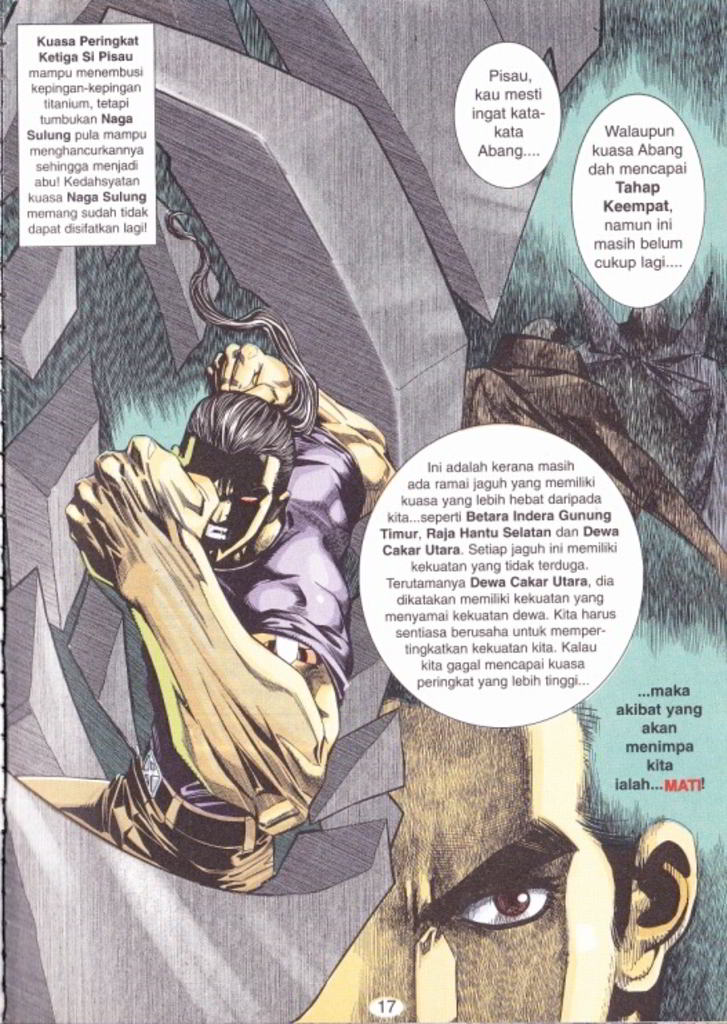 Kuasa Peringkat
Ketiga Si Pisau
mampu menembusi
kepingan-kepingan
titanium, tetapi
tumbukan Naga
Sulung pula mampu
menghancurkannya
sehingga menjadi
abu! Kedahsyatan
kuasa Naga Sulung
memang sudah tidak
dapat disifatkan lagi!
Pisau,
kau mesti
ingat kata-
kata
Abang....
Walaupun
kuasa Abang
dah mencapai
Tahap
Keempat,
namun ini
masih belum
cukup lagi....
Ini adalah kerana masih
ada ramai jaguh yang memiliki
kuasa yang lebih hebat daripada
kita...seperti Betara Indera Gunung
Timur, Raja Hantu Selatan dan Dewa
Cakar Utara. Setiap jaguh ini memiliki
kekuatan yang tidak terduga.
Terutamanya Dewa Cakar Utara, dia
dikatakan memiliki kekuatan yang
menyamai kekuatan dewa. Kita harus
sentiasa berusaha untuk memper-
tingkatkan kekuatan kita. Kalau
kita gagal mencapai kuasa
peringkat yang lebih tinggi...
...maka
akibat yang
akan
menimpa
kita
ialah...MATI!
17